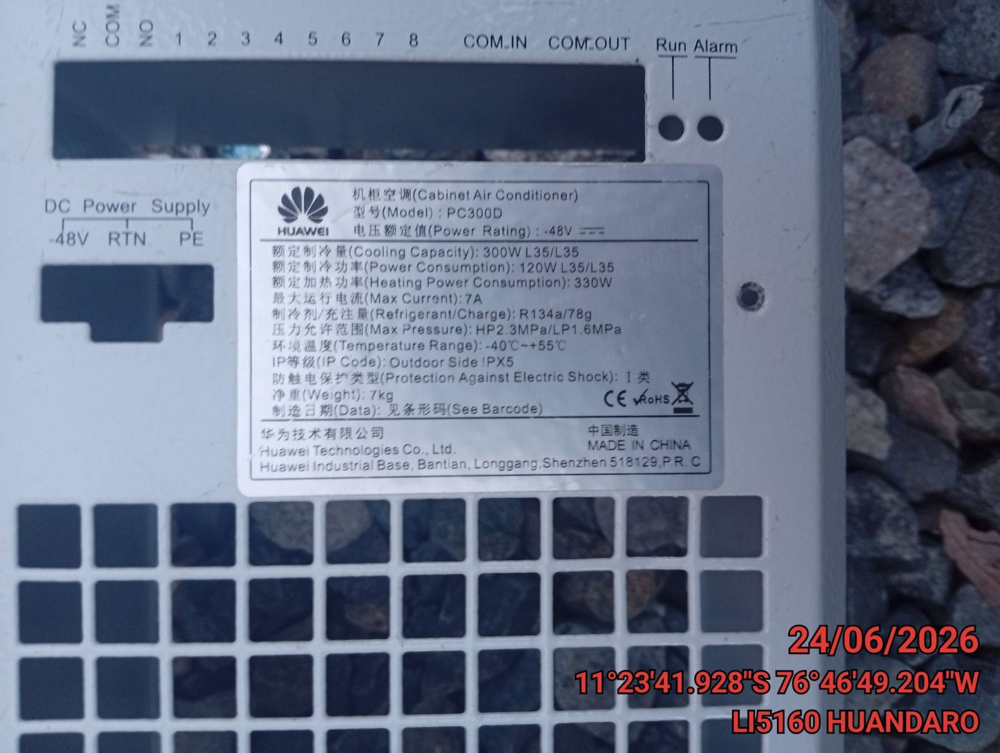 NC COM NO 1 2 3 4 5 6 7 8 COM_IN COM_OUT Run Alarm
DC Power Supply
-48V RTN PE
HUAWEI
机柜空调(Cabinet Air Conditioner)
型号(Model) : PC300D
电压额定值(Power Rating) : -48V
额定制冷量(Cooling Capacity): 300W L35/L35
额定制冷功率(Power Consumption): 120W L35/L35
额定加热功率(Heating Power Consumption): 330W
最大运行电流(Max Current): 7A
制冷剂/充注量(Refrigerant/Charge): R134a/78g
压力允许范围(Max Pressure): HP2.3MPa/LP1.6MPa
环境温度(Temperature Range): -40℃~+55℃
IP等级(IP Code): Outdoor Side IPX5
防触电保护类型(Protection Against Electric Shock): I 类
净重(Weight): 7kg
CE RoHS
制造日期(Data): 见条形码(See Barcode)
华为技术有限公司
Huawei Technologies Co., Ltd.
Huawei Industrial Base, Bantian, Longgang,Shenzhen 518129,P.R. C
中国制造
MADE IN CHINA
24/06/2026
11°23'41.928"S 76°46'49.204"W
LI5160 HUANDARO